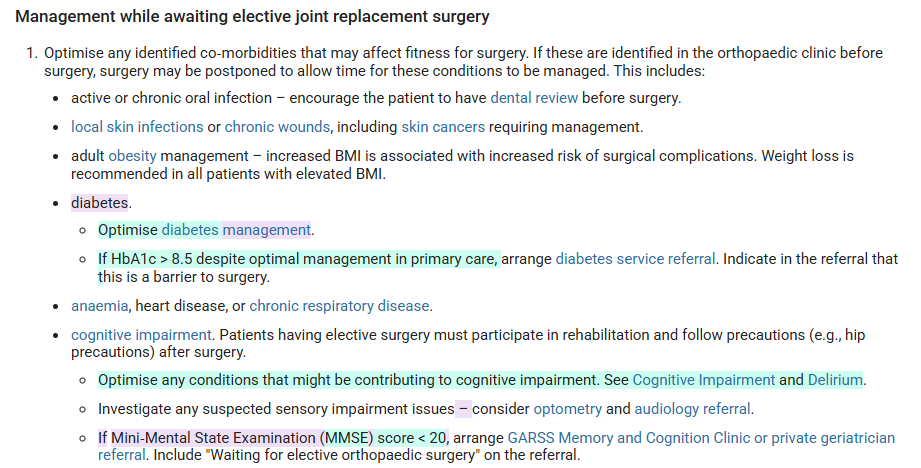 Management while awaiting elective joint replacement surgery
1. Optimise any identified co-morbidities that may affect fitness for surgery. If these are identified in the orthopaedic clinic before
surgery, surgery may be postponed to allow time for these conditions to be managed. This includes:
• active or chronic oral infection – encourage the patient to have dental review before surgery.
• local skin infections or chronic wounds, including skin cancers requiring management.
• adult obesity management – increased BMI is associated with increased risk of surgical complications. Weight loss is
recommended in all patients with elevated BMI.
• diabetes.
○ Optimise diabetes management.
○ If HbA1c > 8.5 despite optimal management in primary care, arrange diabetes service referral. Indicate in the referral that
this is a barrier to surgery.
• anaemia, heart disease, or chronic respiratory disease.
• cognitive impairment. Patients having elective surgery must participate in rehabilitation and follow precautions (e.g., hip
precautions) after surgery.
○ Optimise any conditions that might be contributing to cognitive impairment. See Cognitive Impairment and Delirium.
○ Investigate any suspected sensory impairment issues – consider optometry and audiology referral.
○ If Mini-Mental State Examination (MMSE) score < 20, arrange GARSS Memory and Cognition Clinic or private geriatrician
referral. Include "Waiting for elective orthopaedic surgery" on the referral.